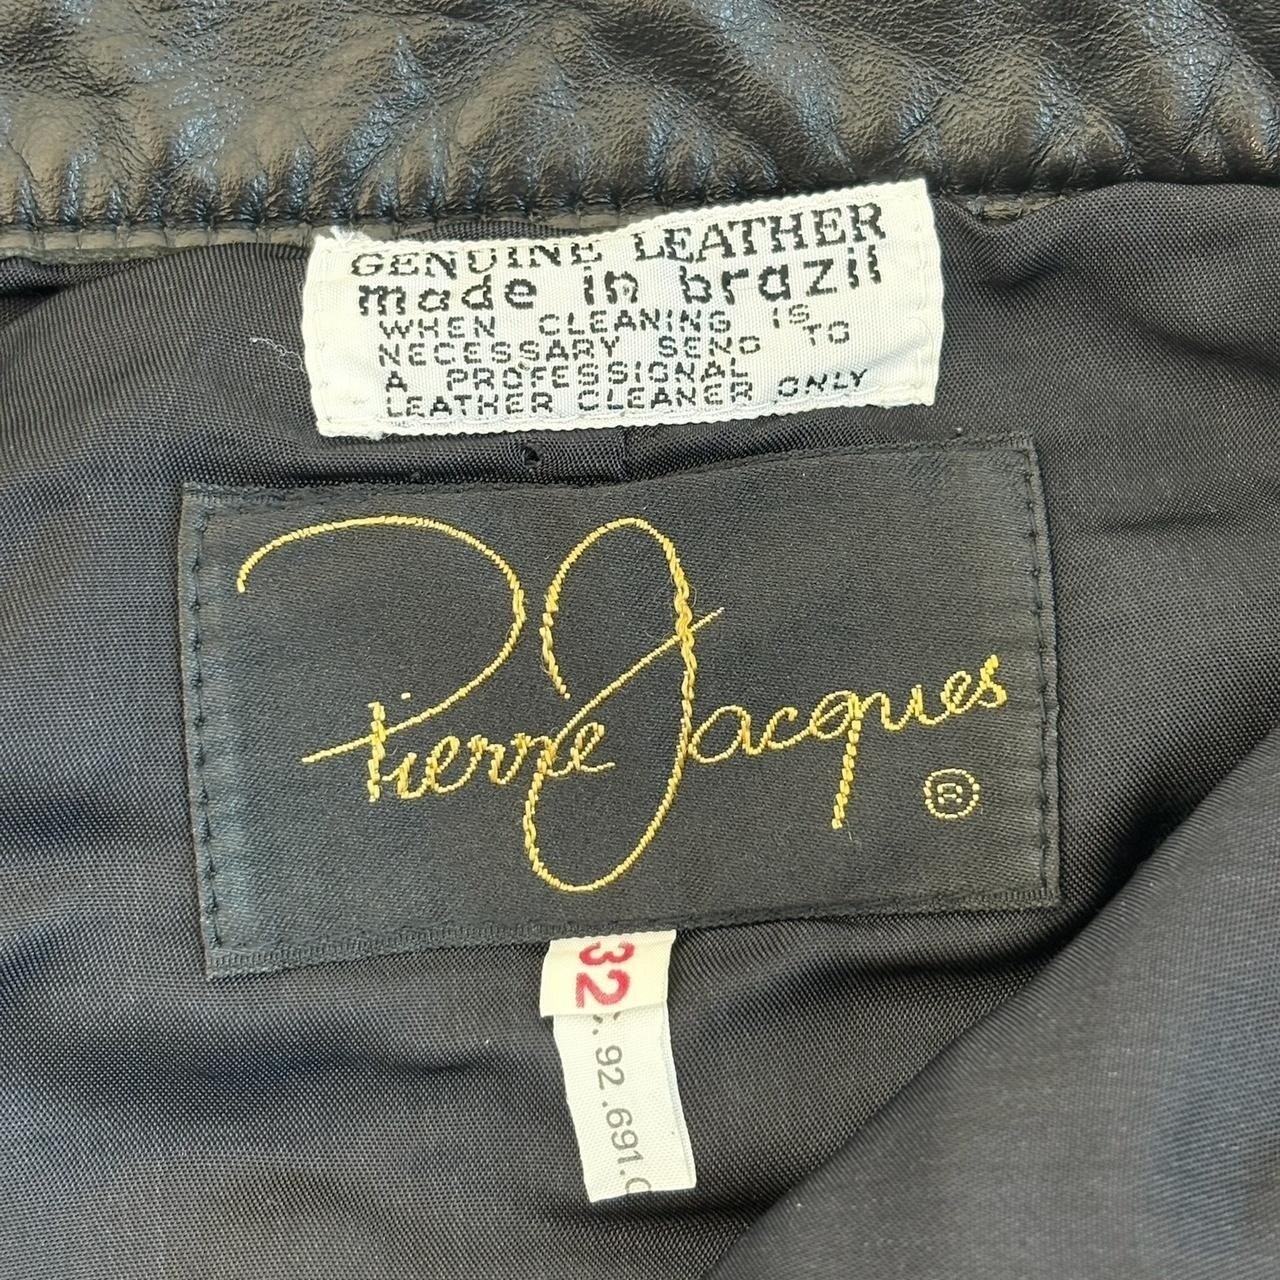 GENUINE LEATHER
made in brazil
WHEN CLEANING IS
NECESSARY SEND TO
A PROFESSIONAL
LEATHER CLEANER ONLY
Pierre Jacques
®
32
92.691.0